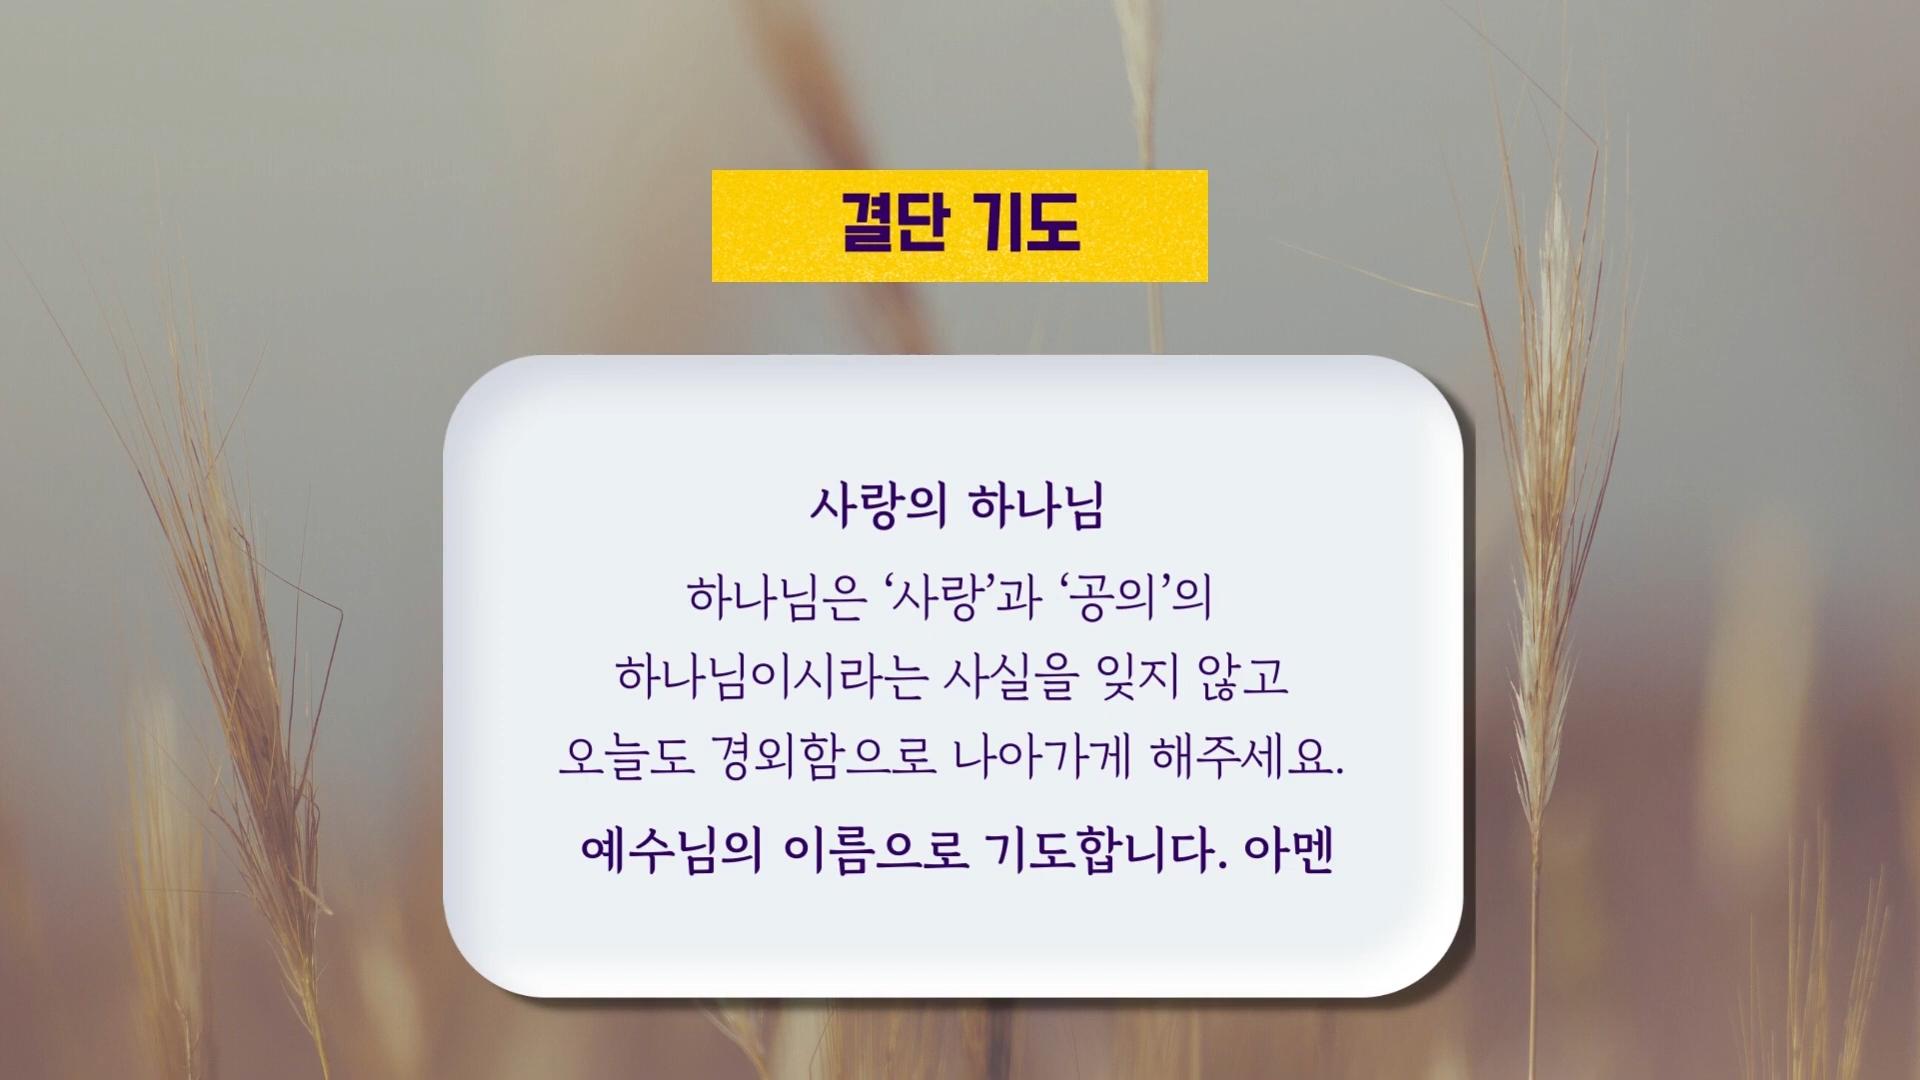 결단 기도
사랑의 하나님
하나님은 ‘사랑’과 ‘공의’의
하나님이시라는 사실을 잊지 않고
오늘도 경외함으로 나아가게 해주세요.
예수님의 이름으로 기도합니다. 아멘